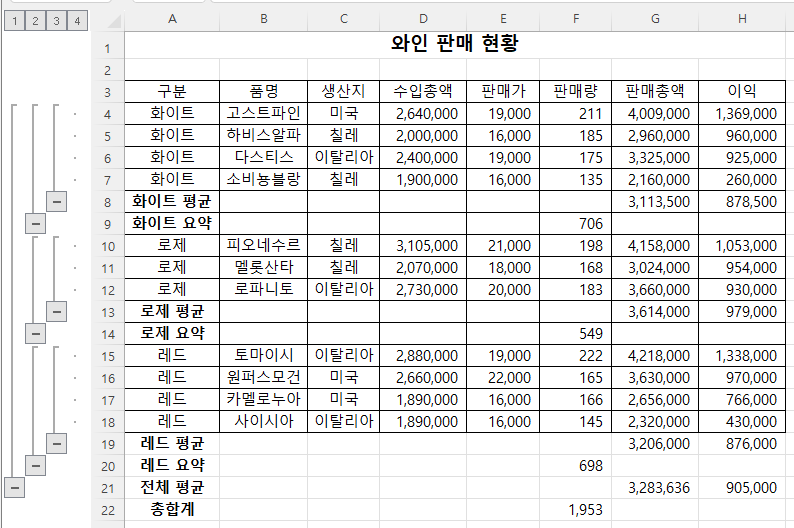 1 2 3 4 A B C D E F G H
1 와인 판매 현황
2
3 구분 품명 생산지 수입총액 판매가 판매량 판매총액 이익
4 화이트 고스트파인 미국 2,640,000 19,000 211 4,009,000 1,369,000
5 화이트 하비스알파 칠레 2,000,000 16,000 185 2,960,000 960,000
6 화이트 다스티스 이탈리아 2,400,000 19,000 175 3,325,000 925,000
7 화이트 소비뇽블랑 칠레 1,900,000 16,000 135 2,160,000 260,000
8 화이트 평균 3,113,500 878,500
9 화이트 요약 706
10 로제 피오네수르 칠레 3,105,000 21,000 198 4,158,000 1,053,000
11 로제 멜롯산타 칠레 2,070,000 18,000 168 3,024,000 954,000
12 로제 로파니토 이탈리아 2,730,000 20,000 183 3,660,000 930,000
13 로제 평균 3,614,000 979,000
14 로제 요약 549
15 레드 토마이시 이탈리아 2,880,000 19,000 222 4,218,000 1,338,000
16 레드 원퍼스모건 미국 2,660,000 22,000 165 3,630,000 970,000
17 레드 카멜로누아 미국 1,890,000 16,000 166 2,656,000 766,000
18 레드 사이시아 이탈리아 1,890,000 16,000 145 2,320,000 430,000
19 레드 평균 3,206,000 876,000
20 레드 요약 698
21 전체 평균 3,283,636 905,000
22 총합계 1,953